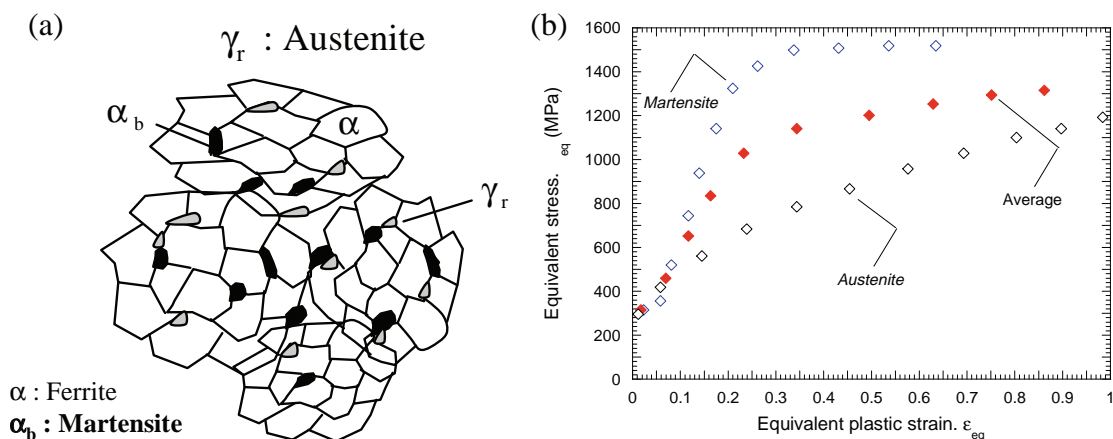 (a)
γr : Austenite
αb
α
γr
α : Ferrite
αb : Martensite
(b)
Equivalent stress. eq (MPa)
1600
1400
1200
1000
800
600
400
200
0
Martensite
Average
Austenite
0 0.1 0.2 0.3 0.4 0.5 0.6 0.7 0.8 0.9 1
Equivalent plastic strain. εeq